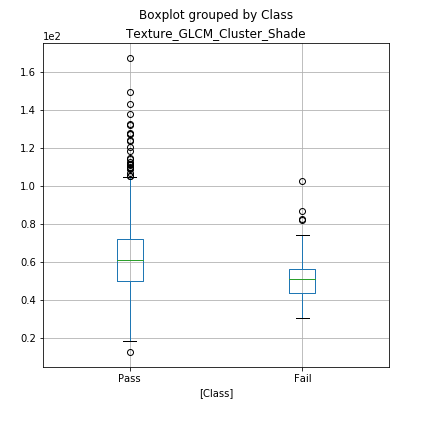 Boxplot grouped by Class
Texture_GLCM_Cluster_Shade
1e2
1.6
1.4
1.2
1.0
0.8
0.6
0.4
0.2
Pass Fail
[Class]